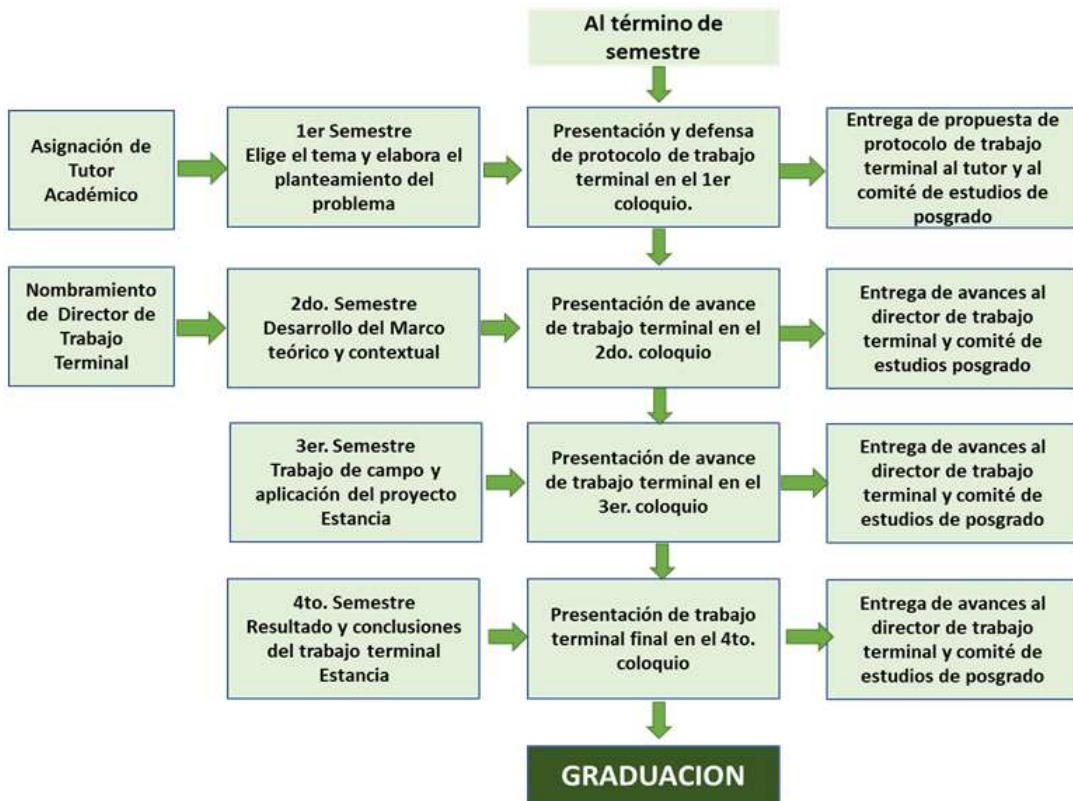 Al término de
semestre
Asignación de
Tutor
Académico
1er Semestre
Elige el tema y elabora el
planteamiento del
problema
Presentación y defensa
de protocolo de trabajo
terminal en el 1er
coloquio.
Entrega de propuesta de
protocolo de trabajo
terminal al tutor y al
comité de estudios de
posgrado
Nombramiento
de Director de
Trabajo
Terminal
2do. Semestre
Desarrollo del Marco
teórico y contextual
Presentación de avance
de trabajo terminal en el
2do. coloquio
Entrega de avances al
director de trabajo
terminal y comité de
estudios posgrado
3er. Semestre
Trabajo de campo y
aplicación del proyecto
Estancia
Presentación de avance
de trabajo terminal en el
3er. coloquio
Entrega de avances al
director de trabajo
terminal y comité de
estudios de posgrado
4to. Semestre
Resultado y conclusiones
del trabajo terminal
Estancia
Presentación de trabajo
terminal final en el 4to.
coloquio
Entrega de avances al
director de trabajo
terminal y comité de
estudios de posgrado
GRADUACION